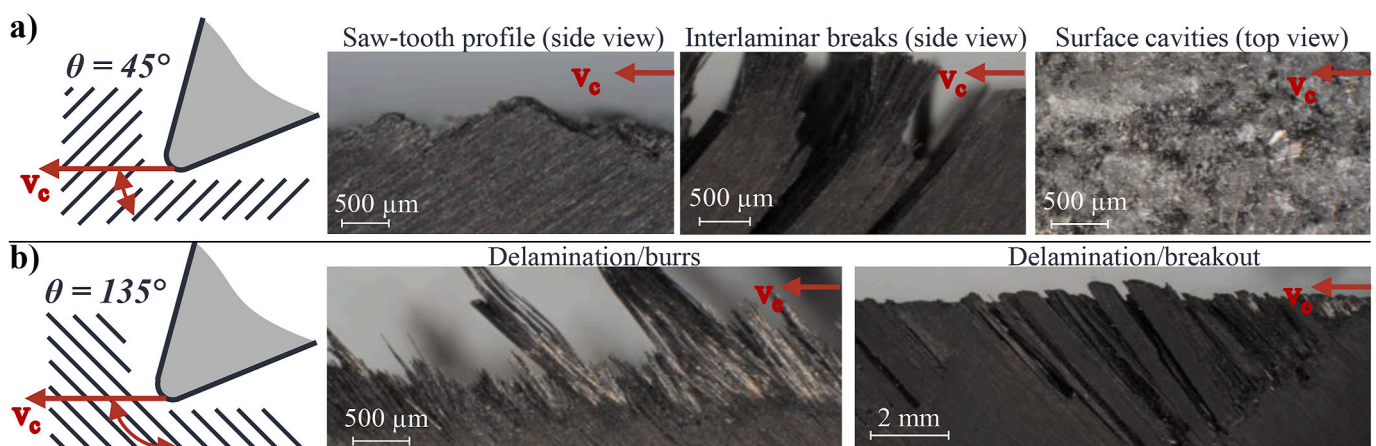 a)
θ = 45°
v_c
Saw-tooth profile (side view)
v_c
500 µm
Interlaminar breaks (side view)
v_c
500 µm
Surface cavities (top view)
v_c
500 µm
b)
θ = 135°
v_c
Delamination/burrs
v_c
500 µm
Delamination/breakout
v_c
2 mm